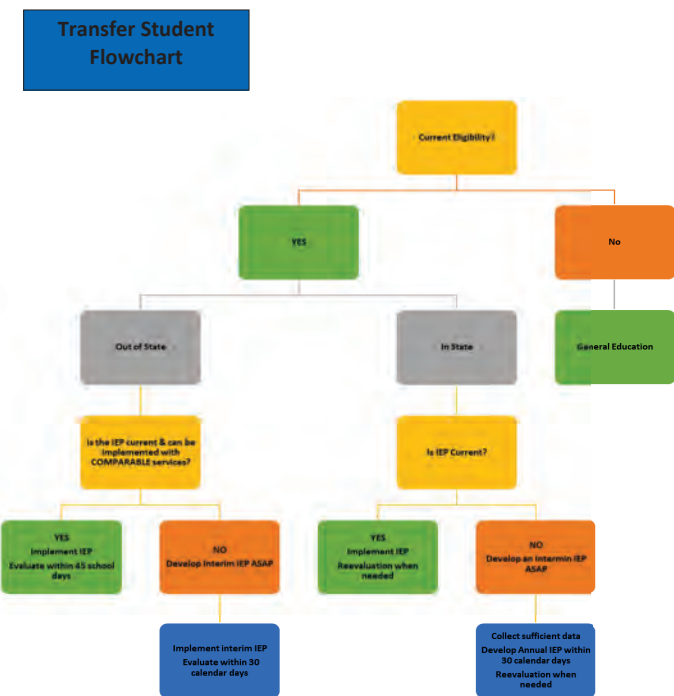 Transfer Student
Flowchart
Current Eligibility?
YES
No
Out of State
In State
General Education
Is the IEP current & can be
implemented with
COMPARABLE services?
Is IEP Current?
YES
Implement IEP
Evaluate within 45 school
days
NO
Develop Interim IEP ASAP
YES
Implement IEP
Reevaluation when
needed
NO
Develop an Intermin IEP
ASAP
Implement interim IEP
Evaluate within 30
calendar days
Collect sufficient data
Develop Annual IEP within
30 calendar days
Reevaluation when
needed